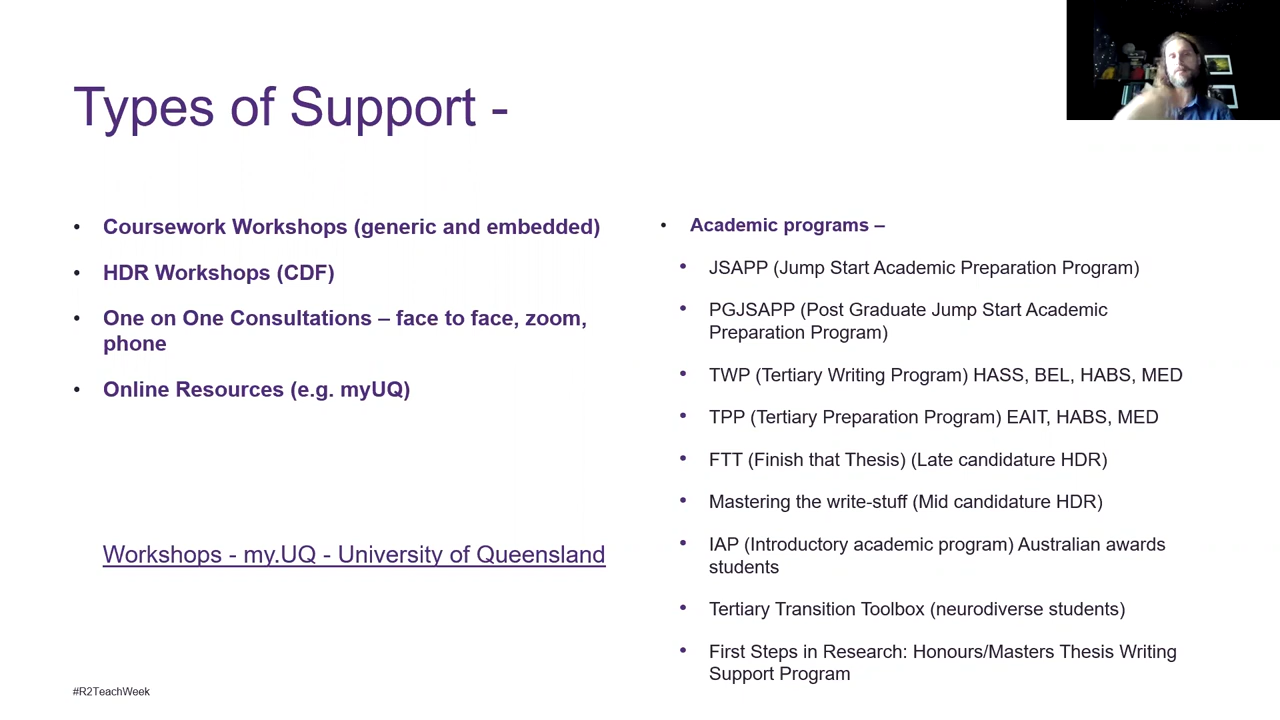 Types of Support -
• Coursework Workshops (generic and embedded)
• HDR Workshops (CDF)
• One on One Consultations – face to face, zoom,
phone
• Online Resources (e.g. myUQ)
Workshops - my.UQ - University of Queensland
#R2TeachWeek
• Academic programs –
• JSAPP (Jump Start Academic Preparation Program)
• PGJSAPP (Post Graduate Jump Start Academic
Preparation Program)
• TWP (Tertiary Writing Program) HASS, BEL, HABS, MED
• TPP (Tertiary Preparation Program) EAIT, HABS, MED
• FTT (Finish that Thesis) (Late candidature HDR)
• Mastering the write-stuff (Mid candidature HDR)
• IAP (Introductory academic program) Australian awards
students
• Tertiary Transition Toolbox (neurodiverse students)
• First Steps in Research: Honours/Masters Thesis Writing
Support Program